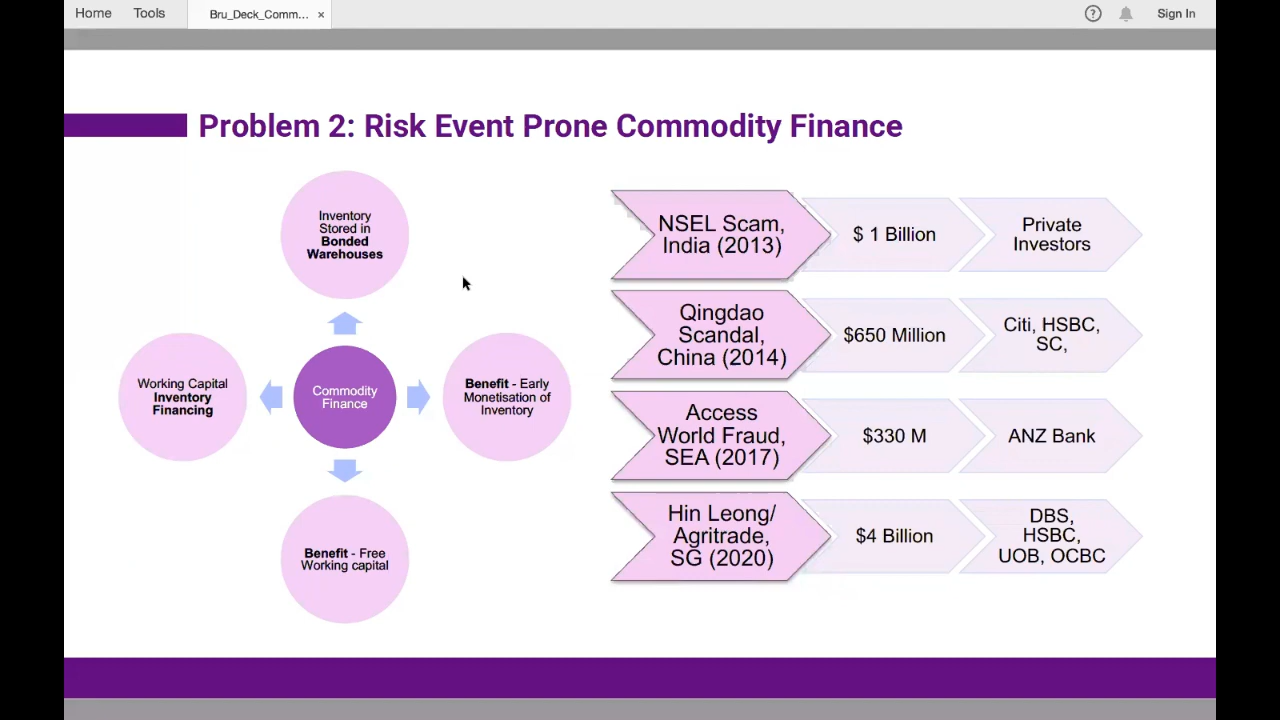 Home
Tools
Bru_Deck_Comm... ×
?
Sign In
Problem 2: Risk Event Prone Commodity Finance
Inventory
Stored in
Bonded
Warehouses
Working Capital
Inventory
Financing
Commodity
Finance
Benefit - Early
Monetisation of
Inventory
Benefit - Free
Working capital
NSEL Scam,
India (2013)
$ 1 Billion
Private
Investors
Qingdao
Scandal,
China (2014)
$650 Million
Citi, HSBC,
SC,
Access
World Fraud,
SEA (2017)
$330 M
ANZ Bank
Hin Leong/
Agritrade,
SG (2020)
$4 Billion
DBS,
HSBC,
UOB, OCBC